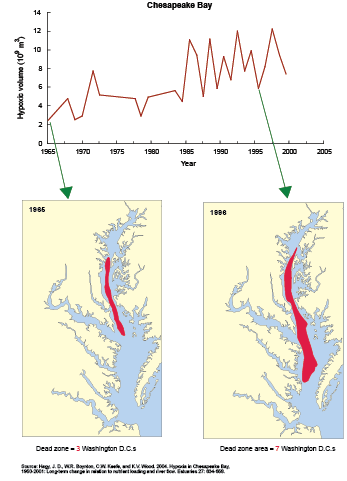 Chesapeake Bay
Hypoxic volume (10⁹ m³)
14
12
10
8
6
4
2
0
1965
1970
1975
1980
1985
1990
1995
2000
2005
Year
1965
1996
Dead zone = 3 Washington D.C.s
Dead zone area = 7 Washington D.C.s
Source: Hagy, J. D., W.R. Boynton, C.W. Keefe, and K.V. Wood. 2004. Hypoxia in Chesapeake Bay,
1950-2001: Long-term change in relation to nutrient loading and river flow. Estuaries 27: 634-658.